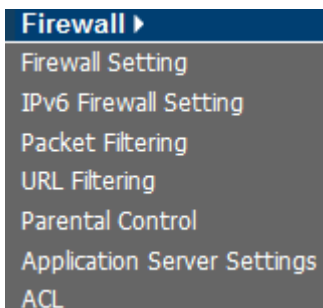 Firewall
Firewall Setting
IPv6 Firewall Setting
Packet Filtering
URL Filtering
Parental Control
Application Server Settings
ACL